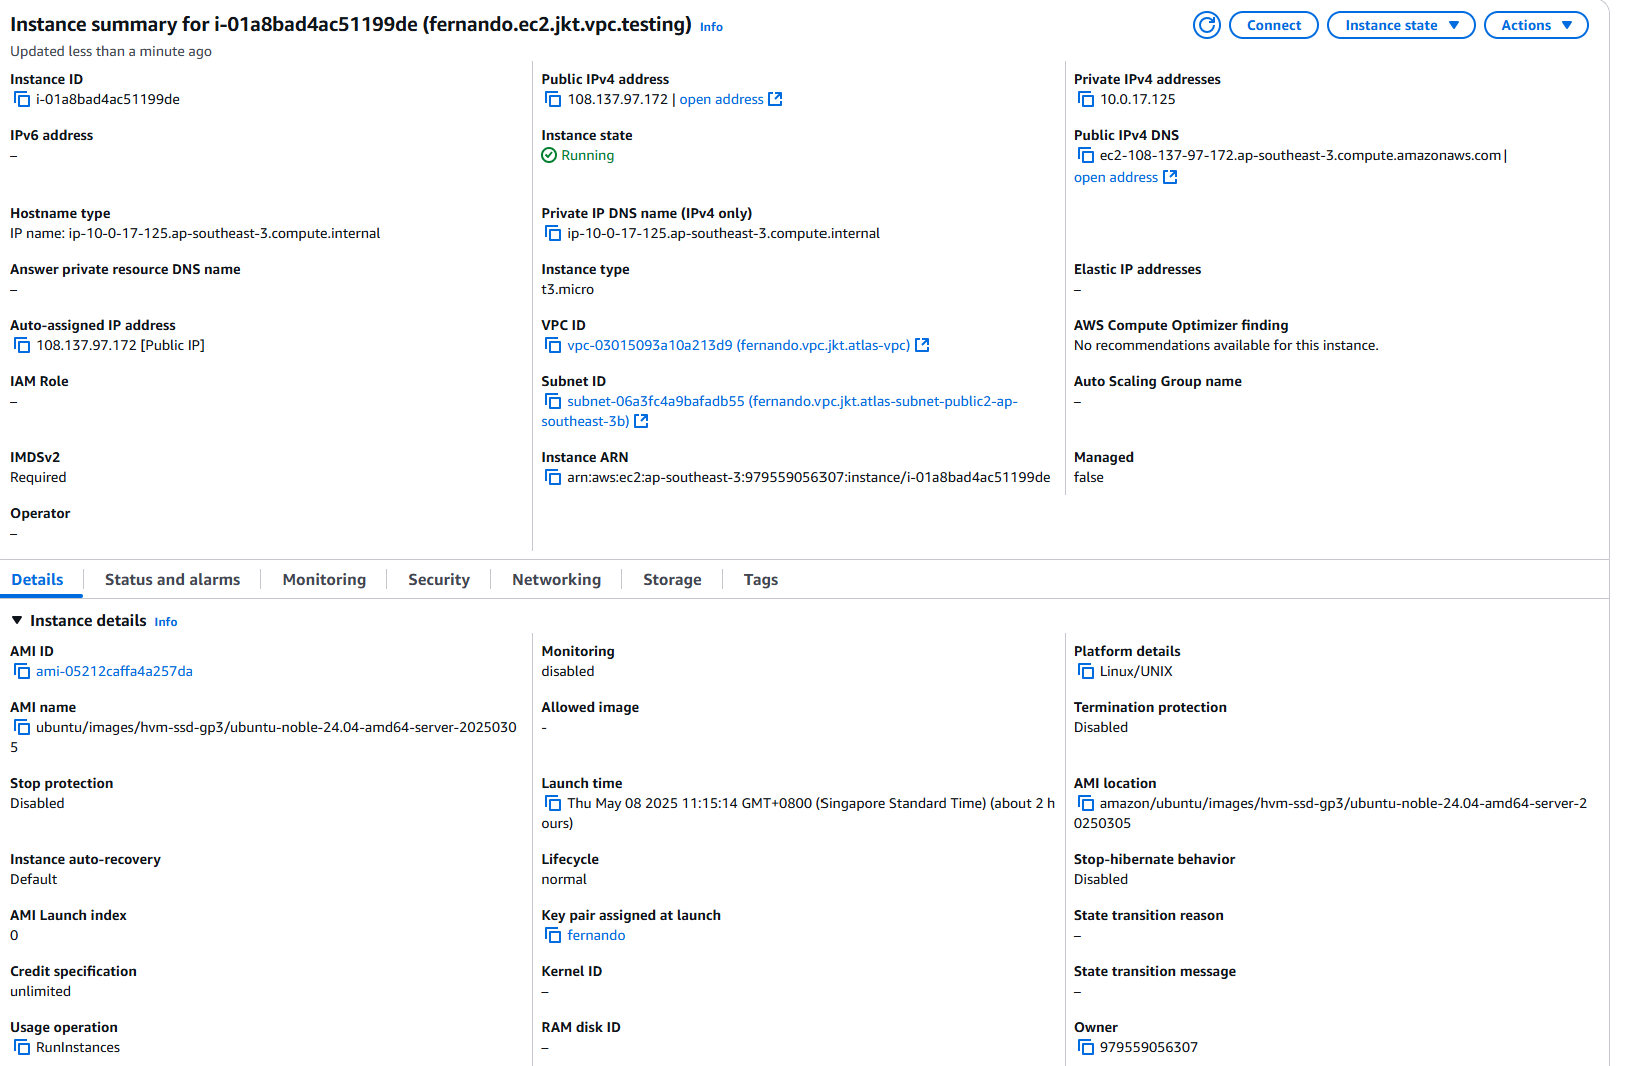 Instance summary for i-01a8bad4ac51199de (fernando.ec2.jkt.vpc.testing) Info
Connect
Instance state
Actions
Updated less than a minute ago
Instance ID
i-01a8bad4ac51199de
Public IPv4 address
108.137.97.172 | open address
Private IPv4 addresses
10.0.17.125
IPv6 address
–
Instance state
Running
Public IPv4 DNS
ec2-108-137-97-172.ap-southeast-3.compute.amazonaws.com |
open address
Hostname type
IP name: ip-10-0-17-125.ap-southeast-3.compute.internal
Private IP DNS name (IPv4 only)
ip-10-0-17-125.ap-southeast-3.compute.internal
Answer private resource DNS name
–
Instance type
t3.micro
Elastic IP addresses
–
Auto-assigned IP address
108.137.97.172 [Public IP]
VPC ID
vpc-03015093a10a213d9 (fernando.vpc.jkt.atlas-vpc)
AWS Compute Optimizer finding
No recommendations available for this instance.
IAM Role
–
Subnet ID
subnet-06a3fc4a9bafadb55 (fernando.vpc.jkt.atlas-subnet-public2-ap-
southeast-3b)
Auto Scaling Group name
–
IMDSv2
Required
Instance ARN
arn:aws:ec2:ap-southeast-3:979559056307:instance/i-01a8bad4ac51199de
Managed
false
Operator
–
Details
Status and alarms
Monitoring
Security
Networking
Storage
Tags
Instance details Info
AMI ID
ami-05212caffa4a257da
Monitoring
disabled
Platform details
Linux/UNIX
AMI name
ubuntu/images/hvm-ssd-gp3/ubuntu-noble-24.04-amd64-server-2025030
5
Allowed image
-
Termination protection
Disabled
Stop protection
Disabled
Launch time
Thu May 08 2025 11:15:14 GMT+0800 (Singapore Standard Time) (about 2 h
ours)
AMI location
amazon/ubuntu/images/hvm-ssd-gp3/ubuntu-noble-24.04-amd64-server-2
0250305
Instance auto-recovery
Default
Lifecycle
normal
Stop-hibernate behavior
Disabled
AMI Launch index
0
Key pair assigned at launch
fernando
State transition reason
–
Credit specification
unlimited
Kernel ID
–
State transition message
–
Usage operation
RunInstances
RAM disk ID
–
Owner
979559056307